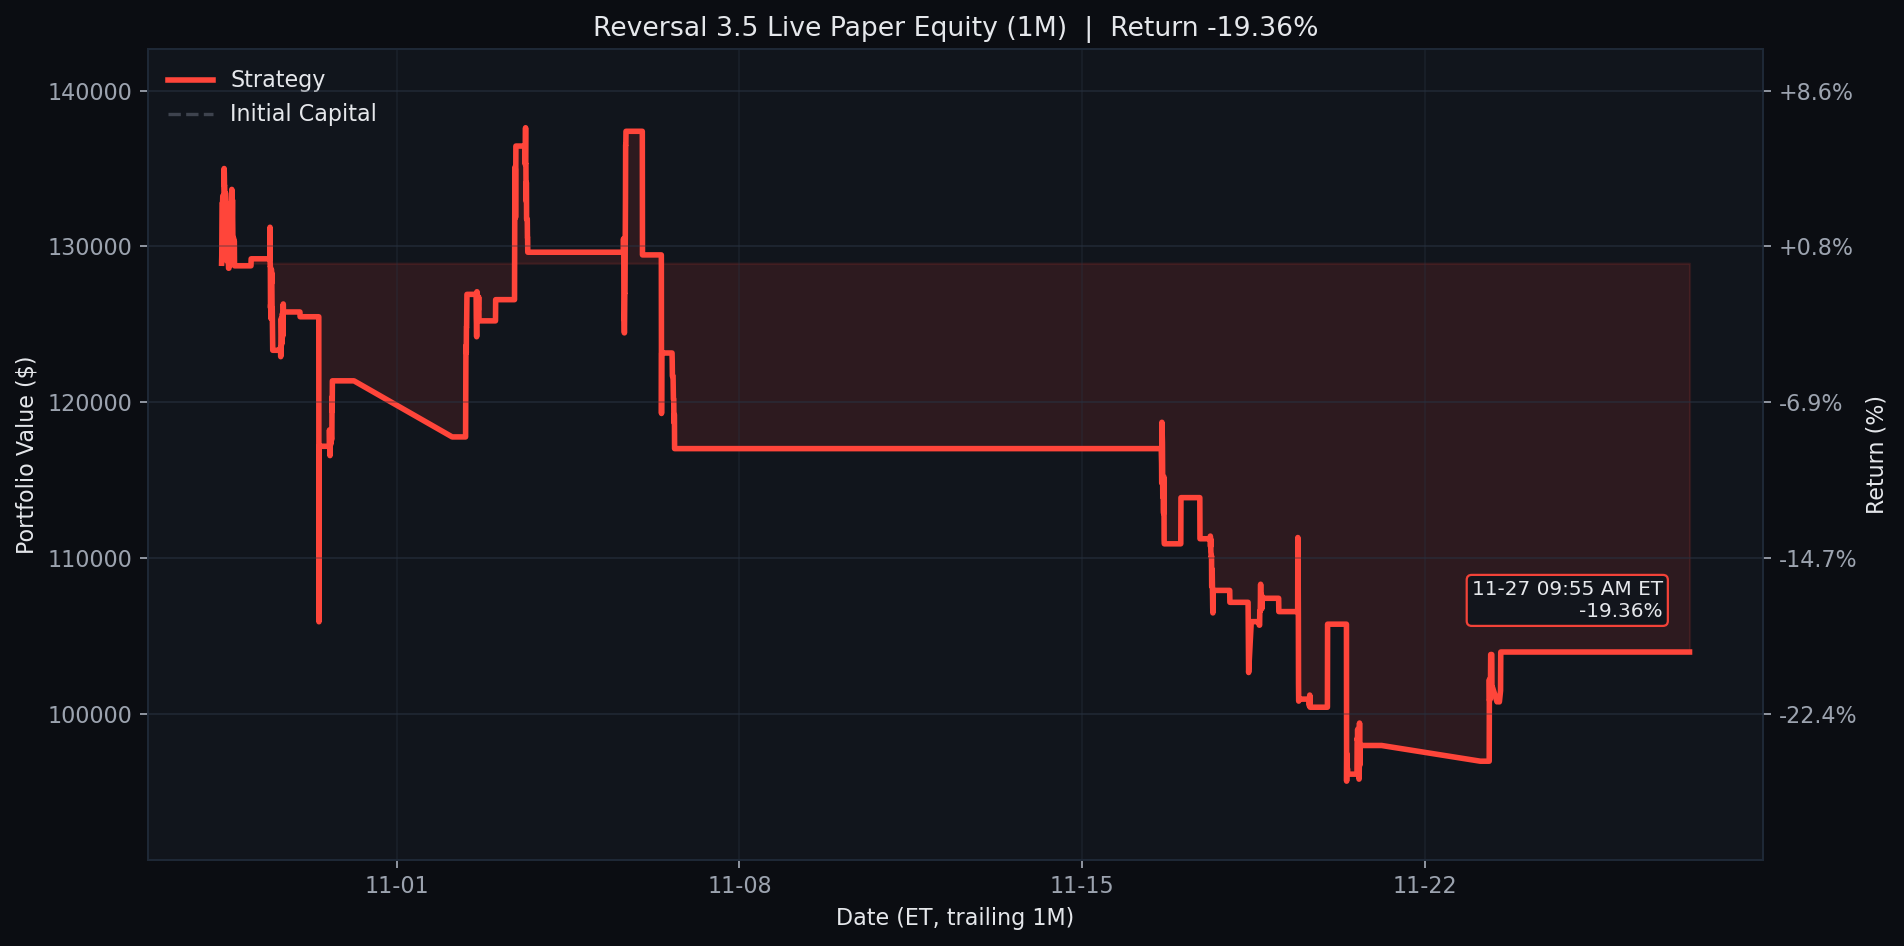 Reversal 3.5 Live Paper Equity (1M) | Return -19.36%
Strategy
Initial Capital
140000
130000
120000
110000
100000
Portfolio Value ($)
+8.6%
+0.8%
-6.9%
-14.7%
-22.4%
Return (%)
11-27 09:55 AM ET
-19.36%
11-01
11-08
11-15
11-22
Date (ET, trailing 1M)